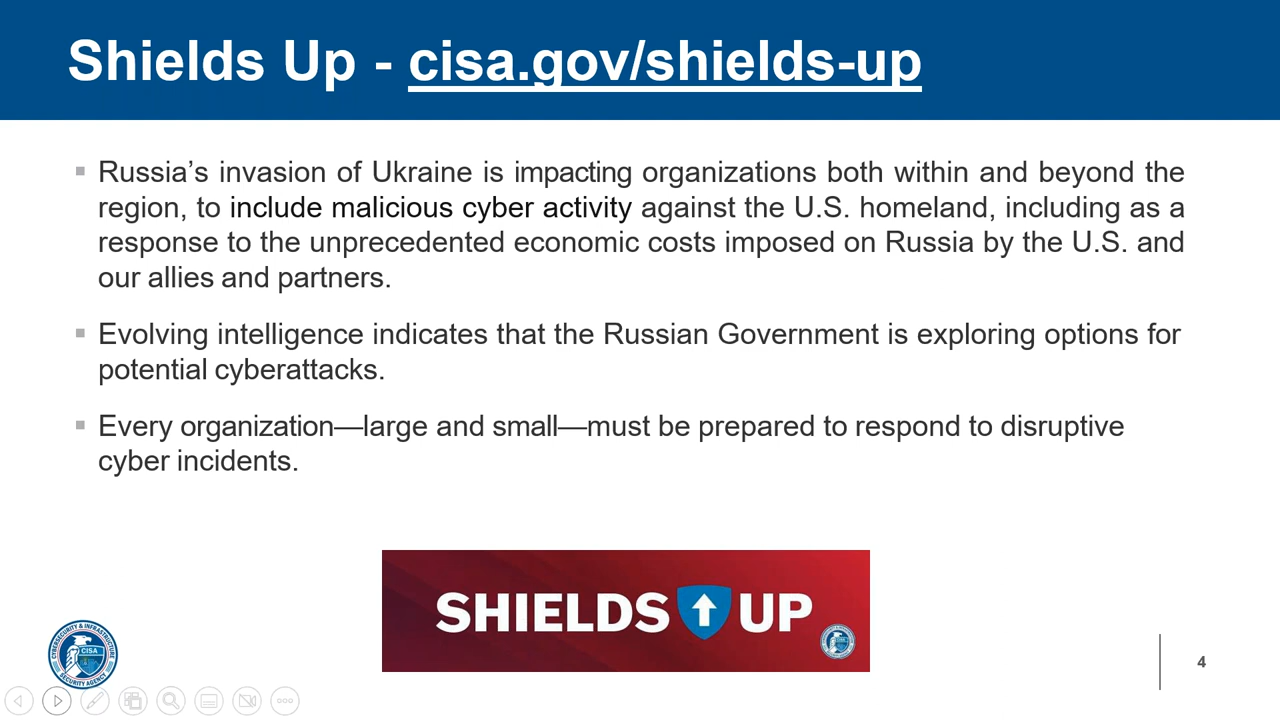 Shields Up - cisa.gov/shields-up
Russia’s invasion of Ukraine is impacting organizations both within and beyond the
region, to include malicious cyber activity against the U.S. homeland, including as a
response to the unprecedented economic costs imposed on Russia by the U.S. and
our allies and partners.
Evolving intelligence indicates that the Russian Government is exploring options for
potential cyberattacks.
Every organization—large and small—must be prepared to respond to disruptive
cyber incidents.
SHIELDS UP
CYBERSECURITY & INFRASTRUCTURE
CISA
SECURITY AGENCY
4